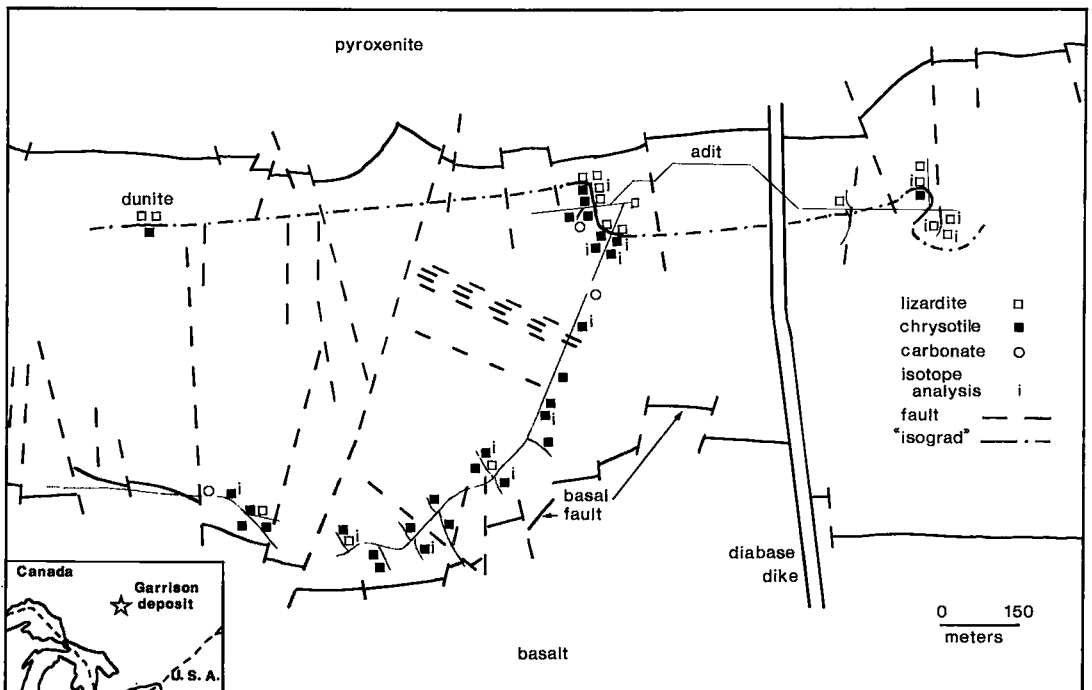 pyroxenite
adit
dunite
i
i
i
i
i
i
i
i
i
i
lizardite
chrysotile
carbonate
isotope
analysis i
fault
"isograd"
i
i
i
i
i
i
i
basal
fault
diabase
dike
0 150
meters
basalt
Canada
Garrison
deposit
U.S.A.